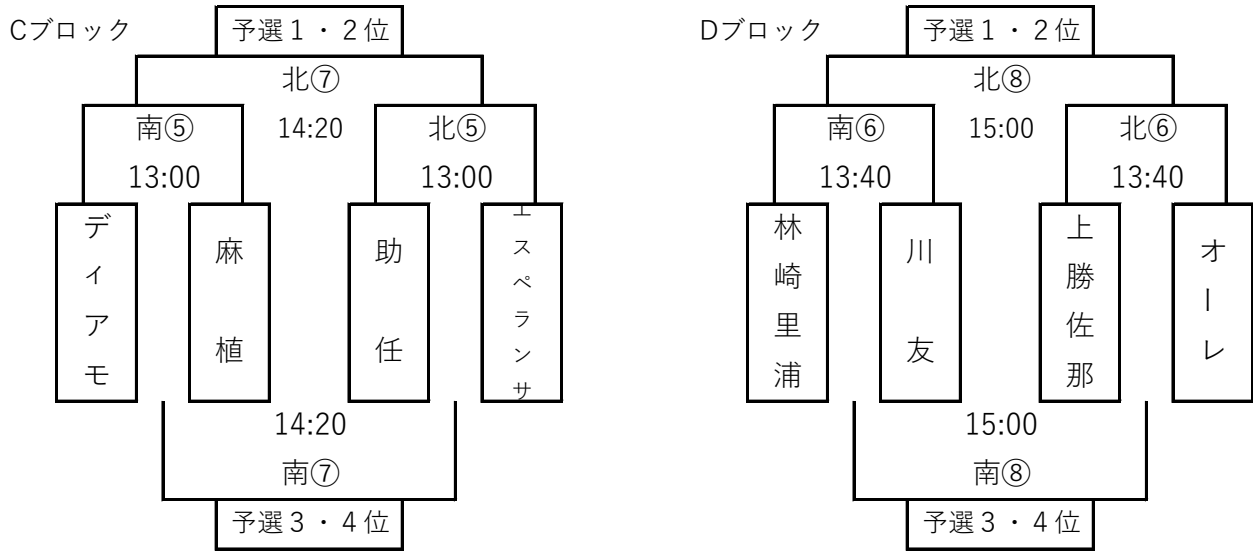 Cブロック
予選１・２位
北⑦
南⑤
14:20
北⑤
13:00
13:00
ディアモ
麻植
助任
エスペランサ
14:20
南⑦
予選３・４位
Dブロック
予選１・２位
北⑧
南⑥
15:00
北⑥
13:40
13:40
林崎里浦
川友
上勝佐那
オーレ
15:00
南⑧
予選３・４位